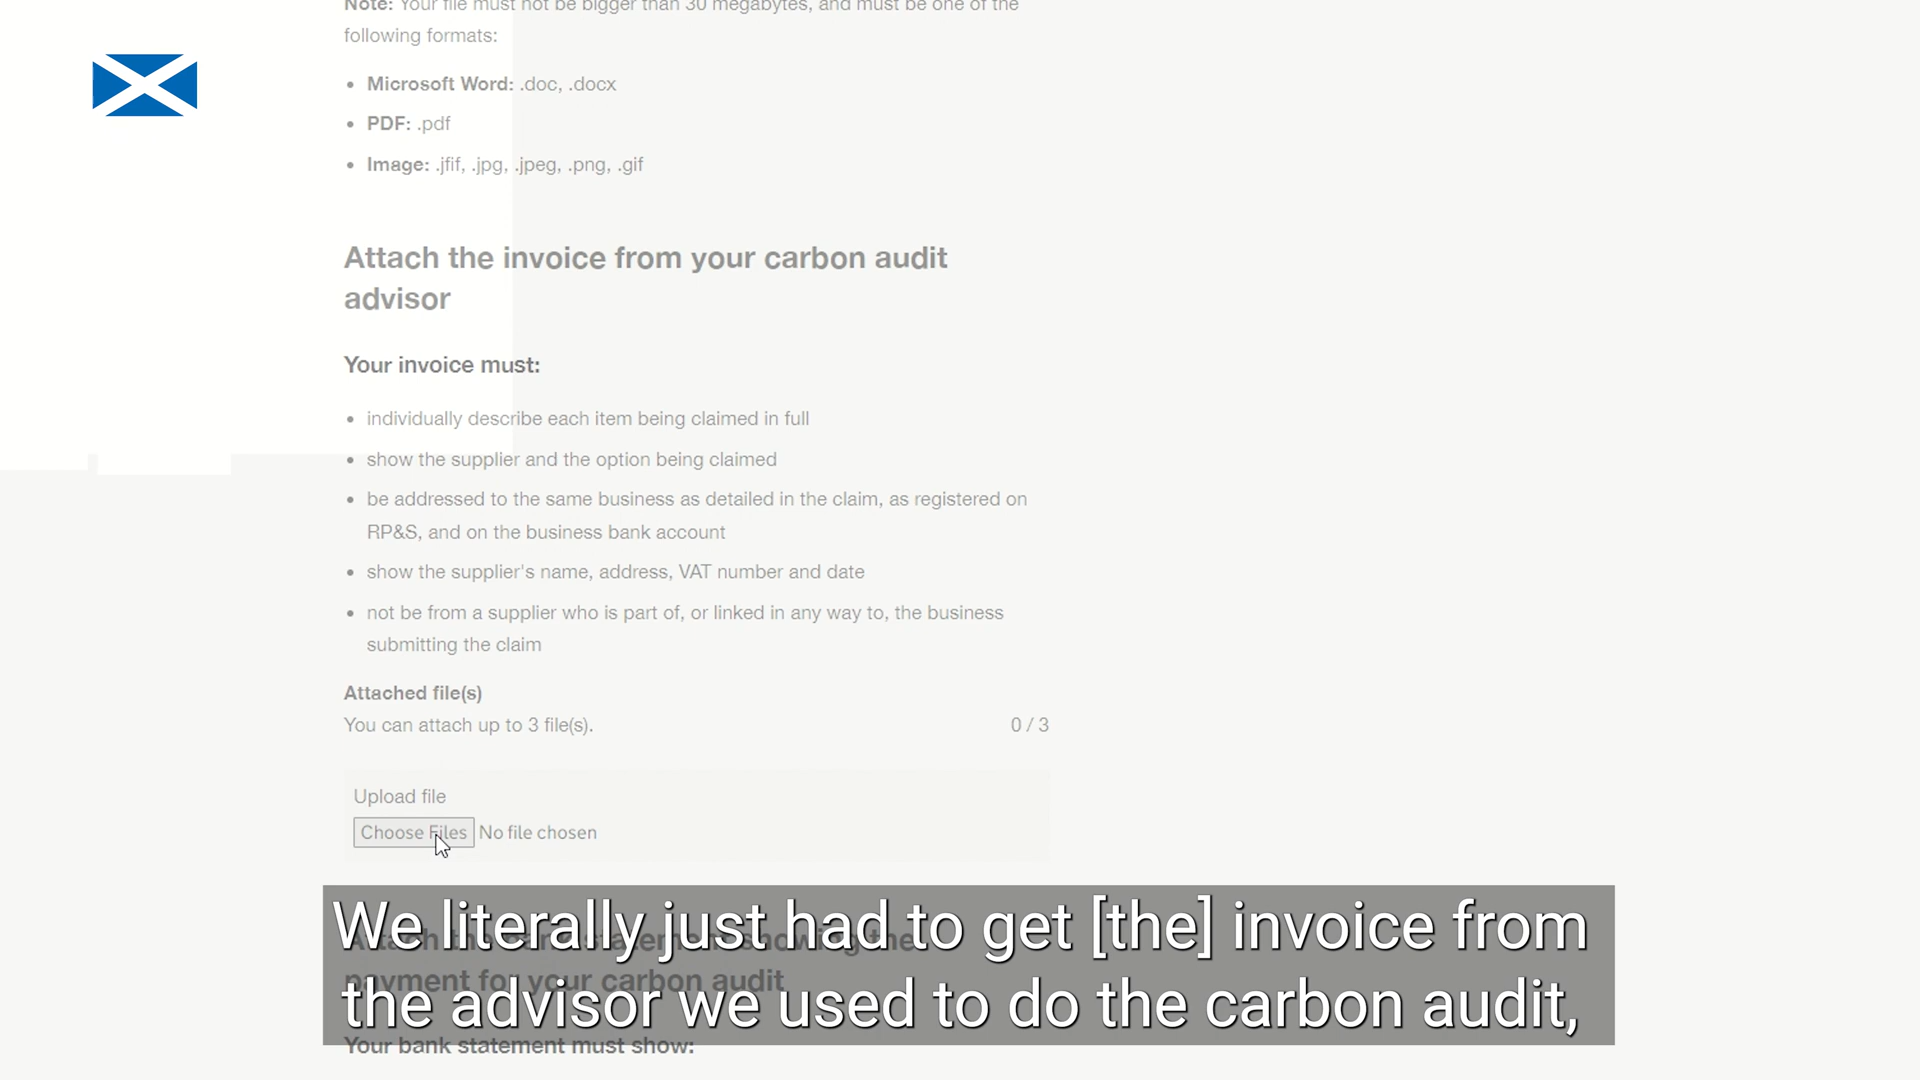 Note: Your file must not be bigger than 30 megabytes, and must be one of the
following formats:
• Microsoft Word: .doc, .docx
• PDF: .pdf
• Image: .jfif, .jpg, .jpeg, .png, .gif
Attach the invoice from your carbon audit
advisor
Your invoice must:
• individually describe each item being claimed in full
• show the supplier and the option being claimed
• be addressed to the same business as detailed in the claim, as registered on
RP&S, and on the business bank account
• show the supplier's name, address, VAT number and date
• not be from a supplier who is part of, or linked in any way to, the business
submitting the claim
Attached file(s)
You can attach up to 3 file(s). 0 / 3
Upload file
Choose Files No file chosen
Attach the bank statement showing the
payment for your carbon audit
We literally just had to get [the] invoice from
the advisor we used to do the carbon audit,
Your bank statement must show: